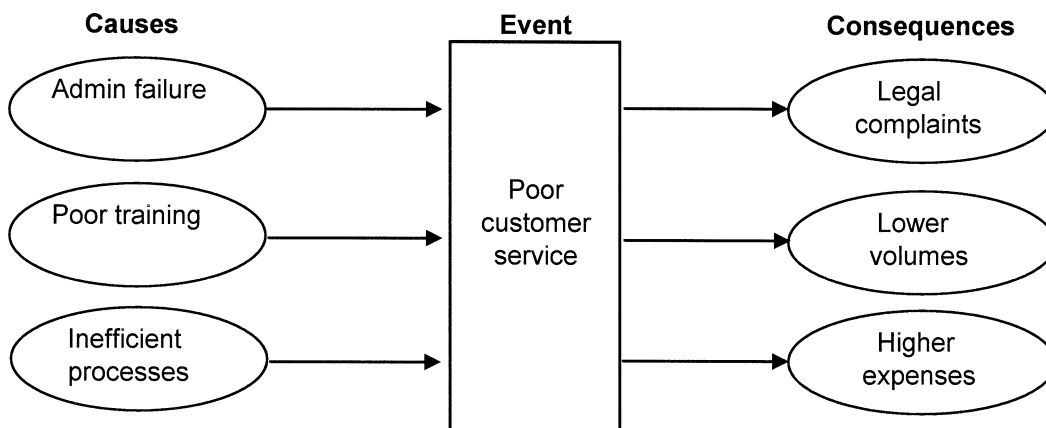 Causes
Event
Consequences
Admin failure
Poor training
Inefficient
processes
Poor
customer
service
Legal
complaints
Lower
volumes
Higher
expenses